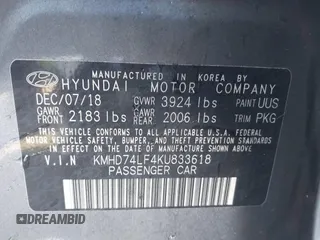 MANUFACTURED IN KOREA BY
HYUNDAI MOTOR COMPANY
DEC/07/18 GVWR 3924 lbs PAINT UUS
GAWR FRONT 2183 lbs GAWR REAR 2006 lbs TRIM PKG
THIS VEHICLE CONFORMS TO ALL APPLICABLE U.S.A. FEDERAL MOTOR
VEHICLE SAFETY, BUMPER, AND THEFT PREVENTION STANDARDS
IN EFFECT ON THE DATE OF MANUFACTURE SHOWN ABOVE.
V.I.N KMHD74LF4KU833618
PASSENGER CAR
DREAMBID